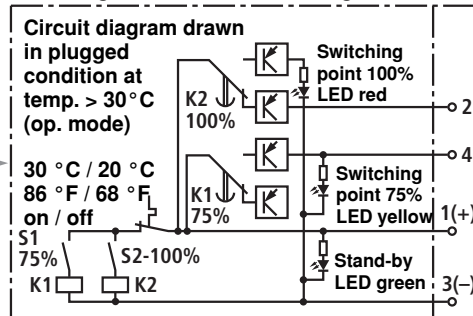 Circuit diagram drawn
in plugged
condition at
temp. > 30°C
(op. mode)
Switching
point 100%
LED red
K2
100%
2
4
30 °C / 20 °C
86 °F / 68 °F
on / off
K1
75%
Switching
point 75%
LED yellow
1(+)
S1
75%
S2-100%
K1
K2
Stand-by
LED green
3(–)